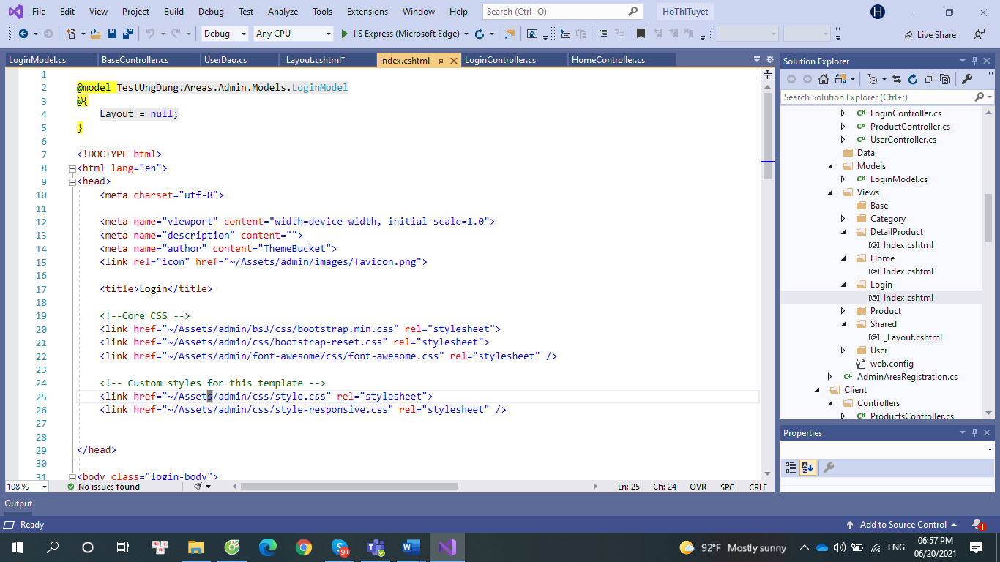 File Edit View Project Build Debug Test Analyze Tools Extensions Window Help Search (Ctrl+Q) HoThiTuyet H
Debug Any CPU IIS Express (Microsoft Edge) Live Share
LoginModel.cs BaseController.cs UserDao.cs _Layout.cshtml* Index.cshtml LoginController.cs HomeController.cs
1
2 @model TestUngDung.Areas.Admin.Models.LoginModel
3 @{
4 Layout = null;
5 }
6
7 <!DOCTYPE html>
8 <html lang="en">
9 <head>
10 <meta charset="utf-8">
11
12 <meta name="viewport" content="width=device-width, initial-scale=1.0">
13 <meta name="description" content="">
14 <meta name="author" content="ThemeBucket">
15 <link rel="icon" href="~/Assets/admin/images/favicon.png">
16
17 <title>Login</title>
18
19 <!--Core CSS -->
20 <link href="~/Assets/admin/bs3/css/bootstrap.min.css" rel="stylesheet">
21 <link href="~/Assets/admin/css/bootstrap-reset.css" rel="stylesheet">
22 <link href="~/Assets/admin/font-awesome/css/font-awesome.css" rel="stylesheet" />
23
24 <!-- Custom styles for this template -->
25 <link href="~/Assets/admin/css/style.css" rel="stylesheet">
26 <link href="~/Assets/admin/css/style-responsive.css" rel="stylesheet" />
27
28
29 </head>
30
31 <body class="login-body">
108 % No issues found Ln: 25 Ch: 24 OVR SPC CRLF
Solution Explorer
Search Solution Explorer (Ctrl+;)
C# LoginController.cs
C# ProductController.cs
C# UserController.cs
Data
Models
C# LoginModel.cs
Views
Base
Category
DetailProduct
[@] Index.cshtml
Home
[@] Index.cshtml
Login
[@] Index.cshtml
Product
Shared
[@] _Layout.cshtml
User
web.config
C# AdminAreaRegistration.cs
Client
Controllers
C# ProductsController.cs
Properties
Output
Ready Add to Source Control 1
9+ 92°F Mostly sunny ENG 06:57 PM
06/20/2021